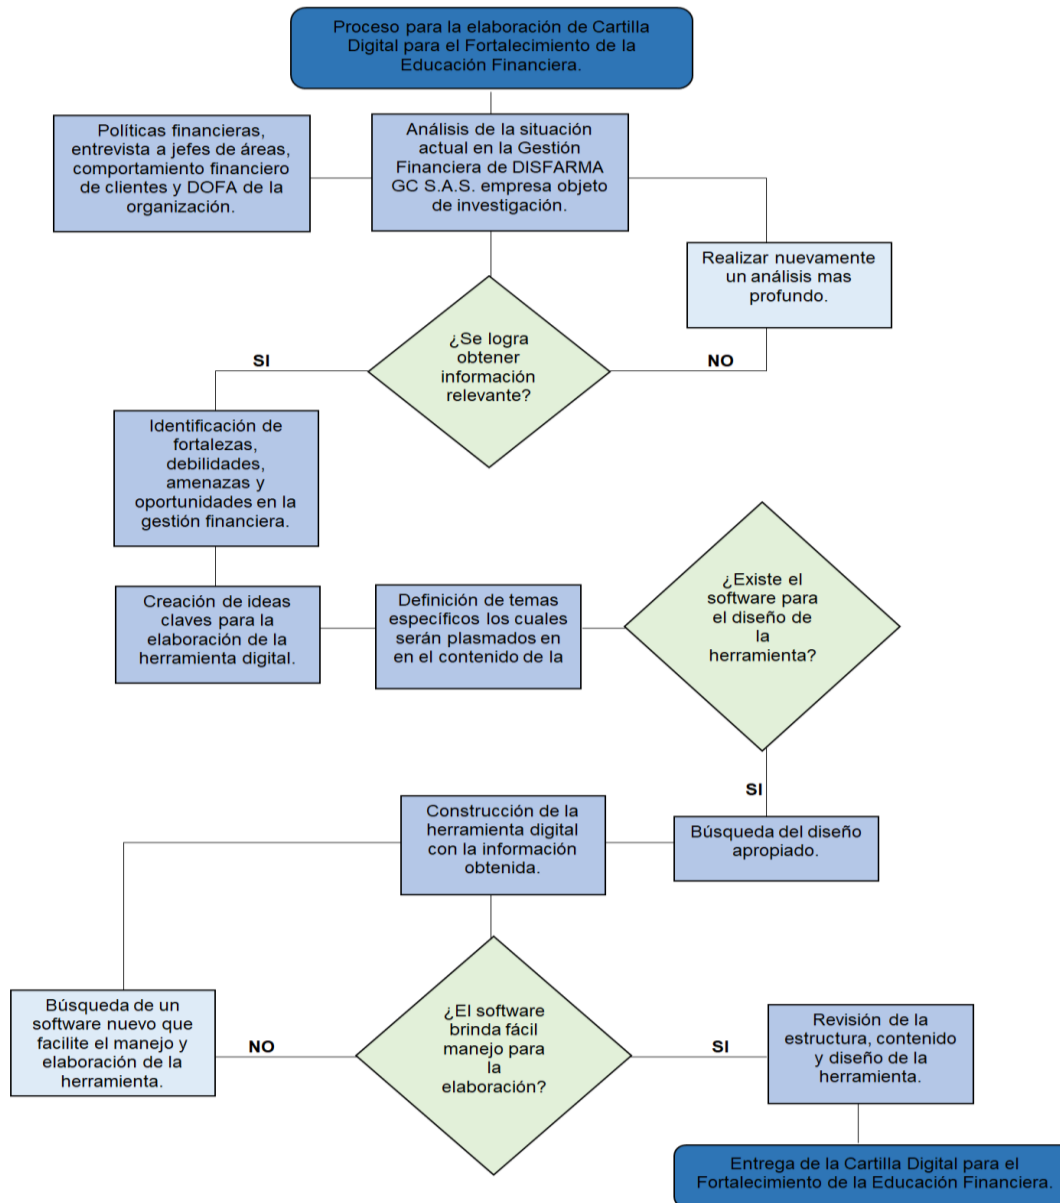 Proceso para la elaboración de Cartilla
Digital para el Fortalecimiento de la
Educación Financiera.
Políticas financieras,
entrevista a jefes de áreas,
comportamiento financiero
de clientes y DOFA de la
organización.
Análisis de la situación
actual en la Gestión
Financiera de DISFARMA
GC S.A.S. empresa objeto
de investigación.
Realizar nuevamente
un análisis mas
profundo.
¿Se logra
obtener
información
relevante?
SI
NO
Identificación de
fortalezas,
debilidades,
amenazas y
oportunidades en la
gestión financiera.
Creación de ideas
claves para la
elaboración de la
herramienta digital.
Definición de temas
específicos los cuales
serán plasmados en
en el contenido de la
¿Existe el
software para
el diseño de
la
herramienta?
SI
Búsqueda del diseño
apropiado.
Construcción de la
herramienta digital
con la información
obtenida.
Búsqueda de un
software nuevo que
facilite el manejo y
elaboración de la
herramienta.
NO
¿El software
brinda fácil
manejo para
la
elaboración?
SI
Revisión de la
estructura, contenido
y diseño de la
herramienta.
Entrega de la Cartilla Digital para el
Fortalecimiento de la Educación Financiera.